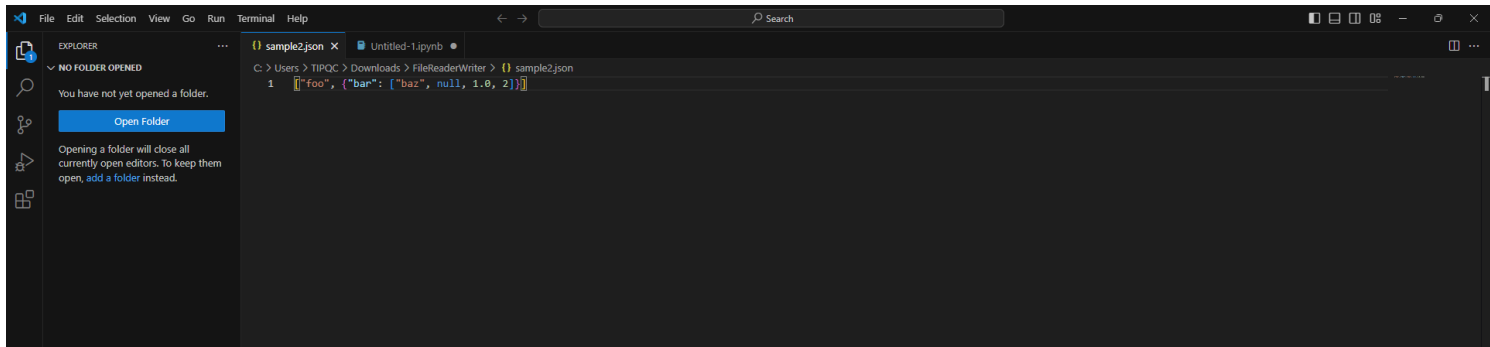 File Edit Selection View Go Run Terminal Help
Search
EXPLORER
sample2.json
Untitled-1.ipynb
1
NO FOLDER OPENED
C: > Users > TIPQC > Downloads > FileReaderWriter > {} sample2.json
You have not yet opened a folder.
1 ["foo", {"bar": ["baz", null, 1.0, 2]}]
Open Folder
Opening a folder will close all
currently open editors. To keep them
open, add a folder instead.